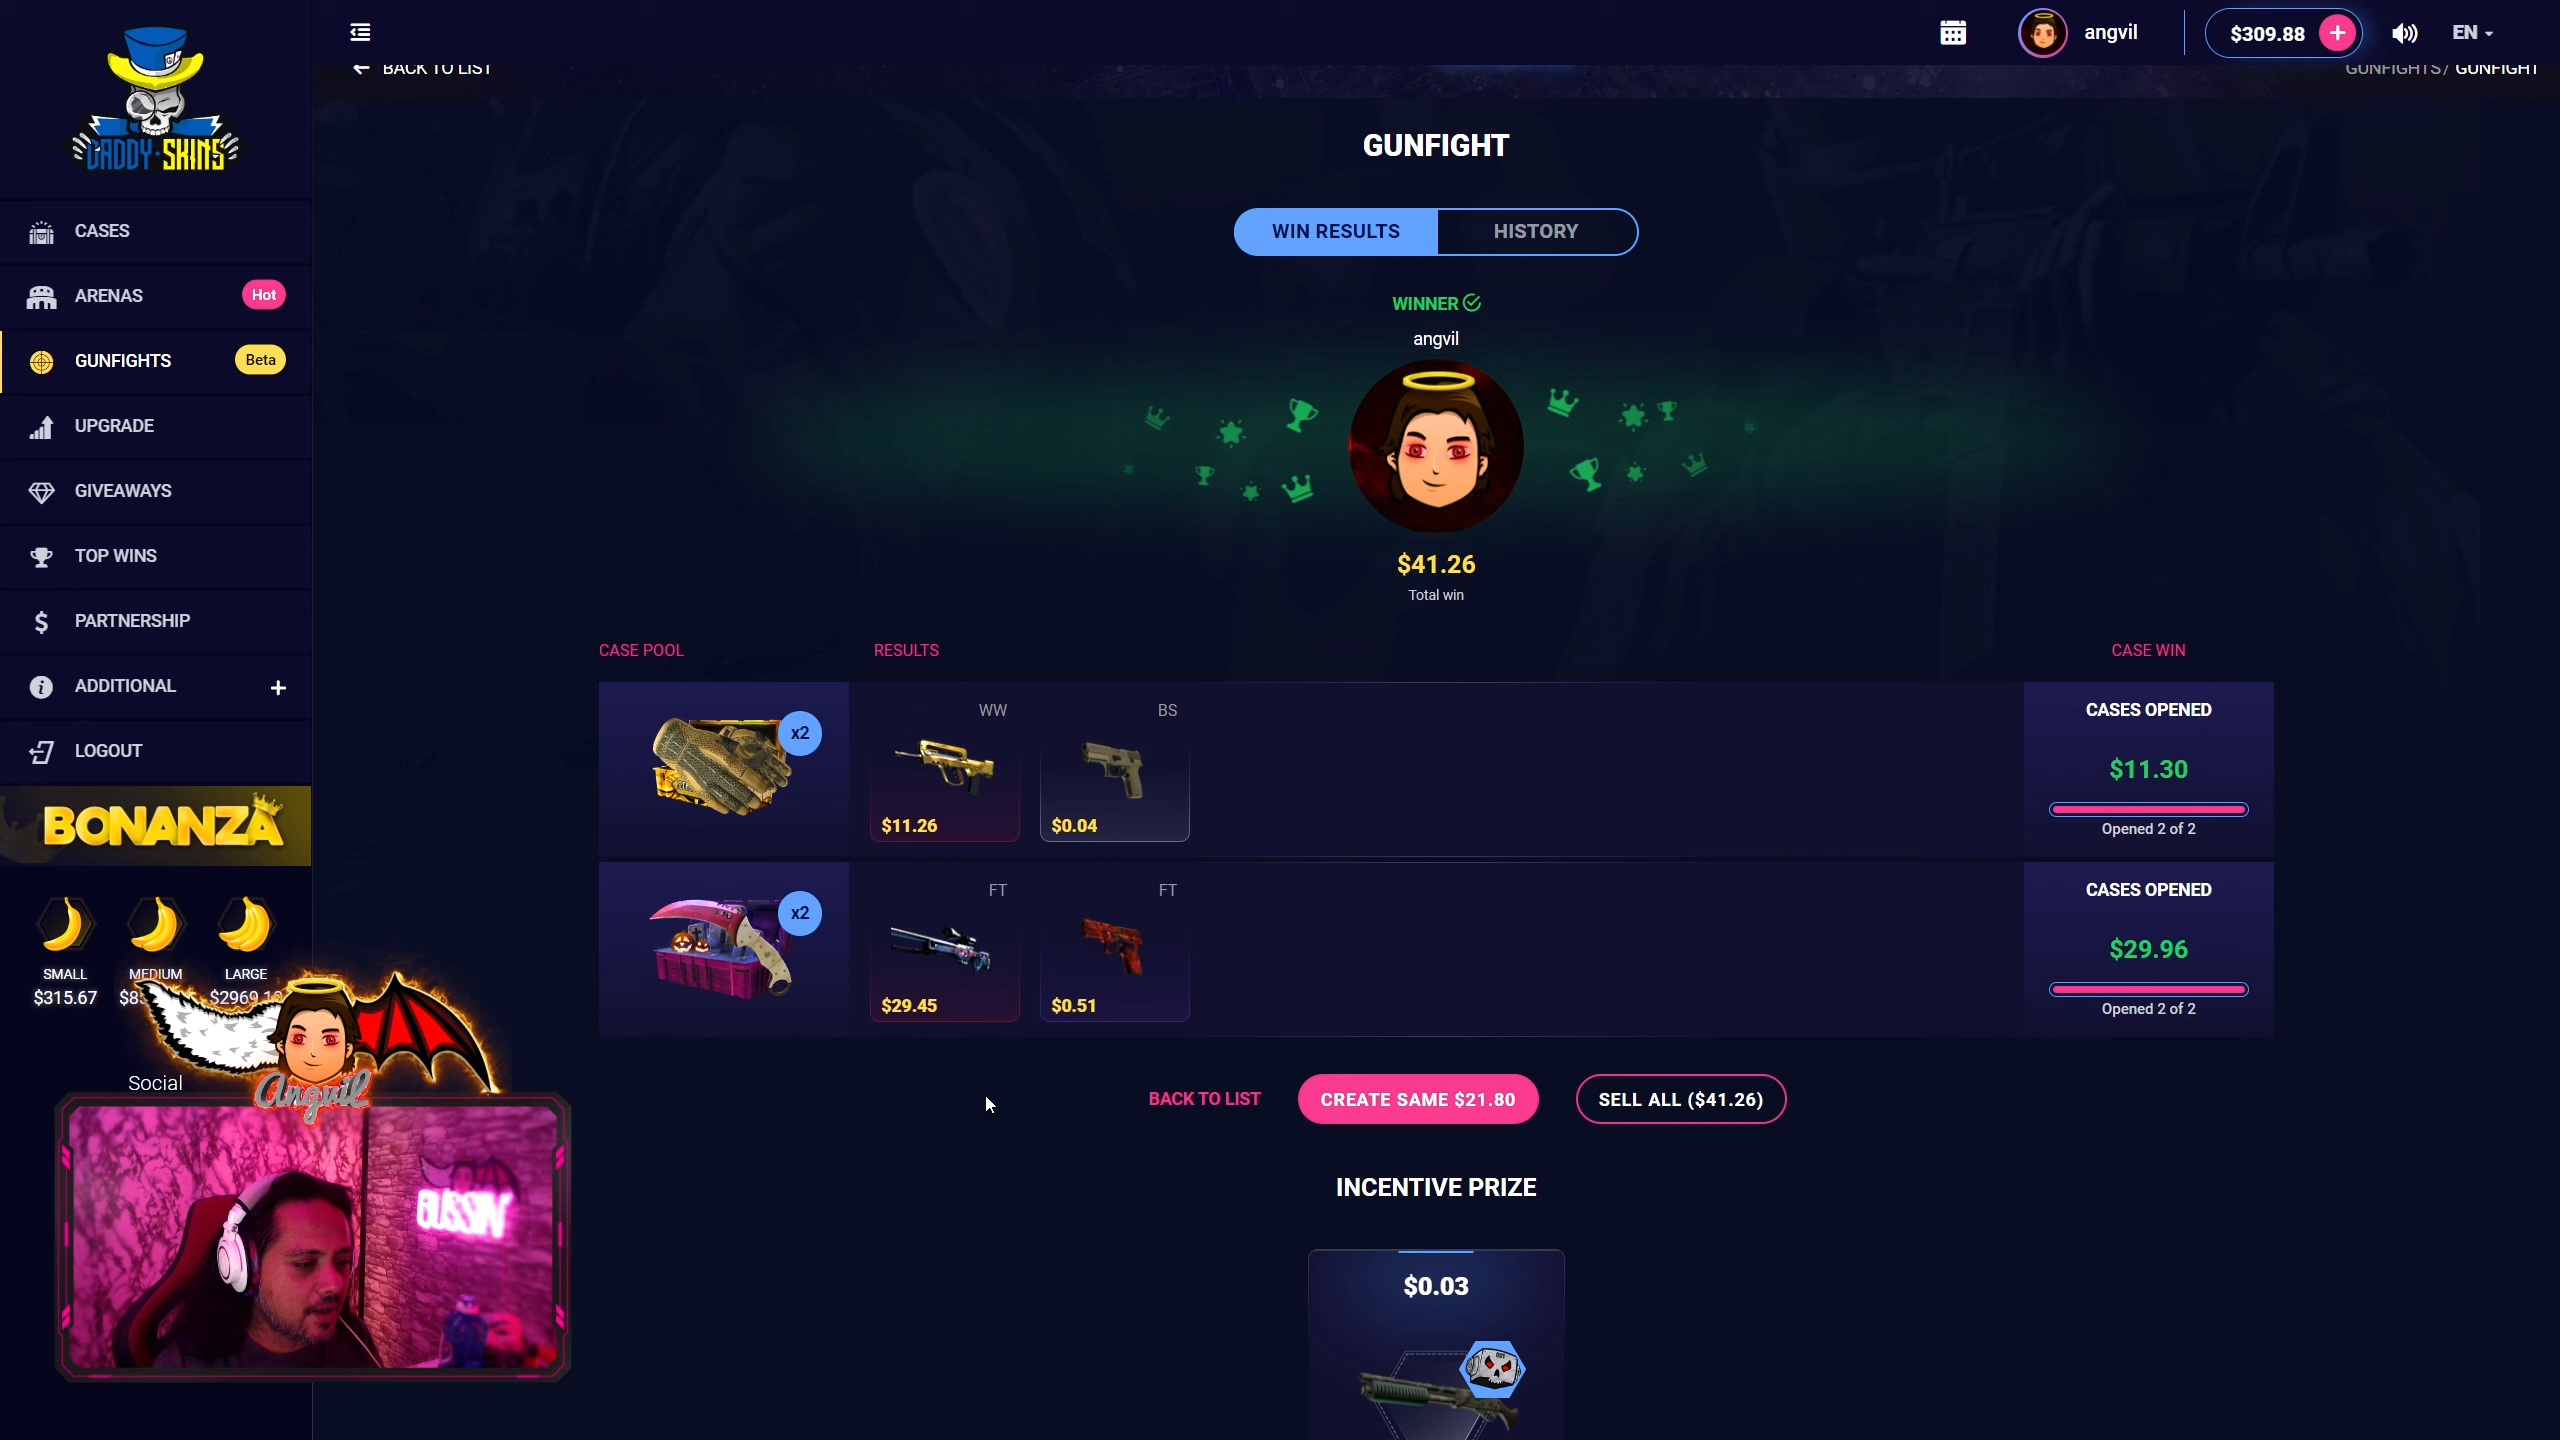 angvil
$309.88
EN
BACK TO LIST
GUNFIGHTS / GUNFIGHT
DADDY SKINS
CASES
ARENAS
Hot
GUNFIGHTS
Beta
UPGRADE
GIVEAWAYS
TOP WINS
PARTNERSHIP
ADDITIONAL
LOGOUT
BONANZA
SMALL
MEDIUM
LARGE
$315.67
Social
Angvil
GUNFIGHT
WIN RESULTS
HISTORY
WINNER
angvil
$41.26
Total win
CASE POOL
RESULTS
CASE WIN
x2
WW
$11.26
BS
$0.04
CASES OPENED
$11.30
Opened 2 of 2
x2
FT
$29.45
FT
$0.51
CASES OPENED
$29.96
Opened 2 of 2
BACK TO LIST
CREATE SAME $21.80
SELL ALL ($41.26)
INCENTIVE PRIZE
$0.03